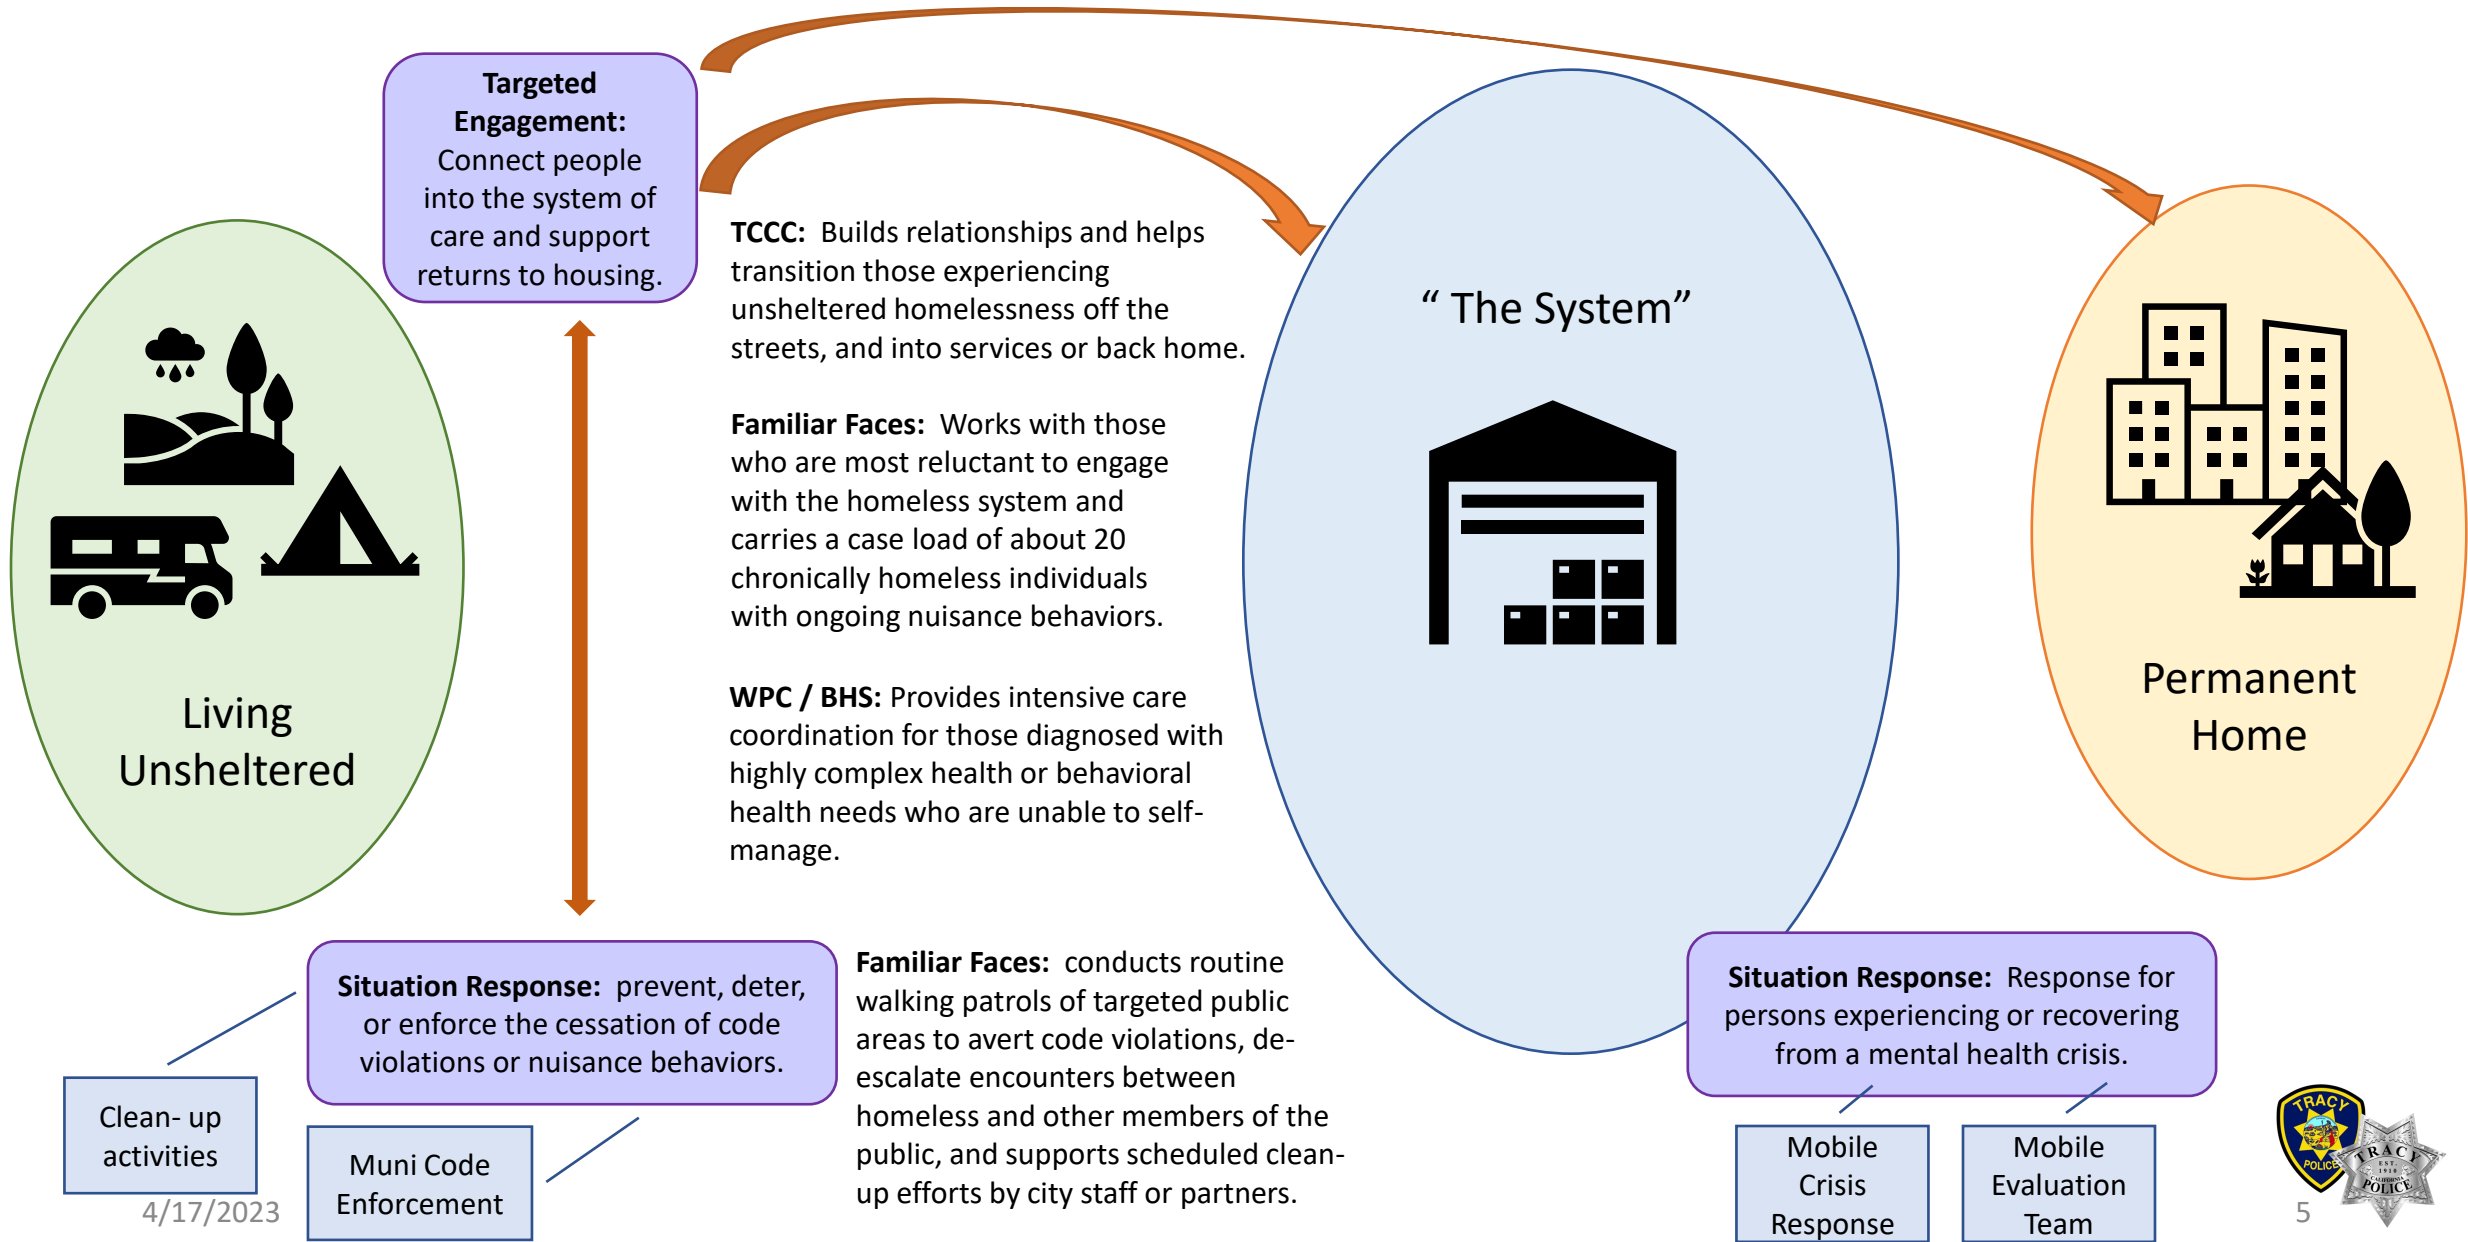 Targeted
Engagement:
Connect people
into the system of
care and support
returns to housing.
TCCC: Builds relationships and helps
transition those experiencing
unsheltered homelessness off the
streets, and into services or back home.
Familiar Faces: Works with those
who are most reluctant to engage
with the homeless system and
carries a case load of about 20
chronically homeless individuals
with ongoing nuisance behaviors.
WPC / BHS: Provides intensive care
coordination for those diagnosed with
highly complex health or behavioral
health needs who are unable to self-
manage.
“ The System”
Living
Unsheltered
Permanent
Home
Situation Response: prevent, deter,
or enforce the cessation of code
violations or nuisance behaviors.
Clean- up
activities
Muni Code
Enforcement
Familiar Faces: conducts routine
walking patrols of targeted public
areas to avert code violations, de-
escalate encounters between
homeless and other members of the
public, and supports scheduled clean-
up efforts by city staff or partners.
Situation Response: Response for
persons experiencing or recovering
from a mental health crisis.
Mobile
Crisis
Response
Mobile
Evaluation
Team
TRACY
POLICE
TRACY
EST.
1910
CALIFORNIA
POLICE
4/17/2023
5